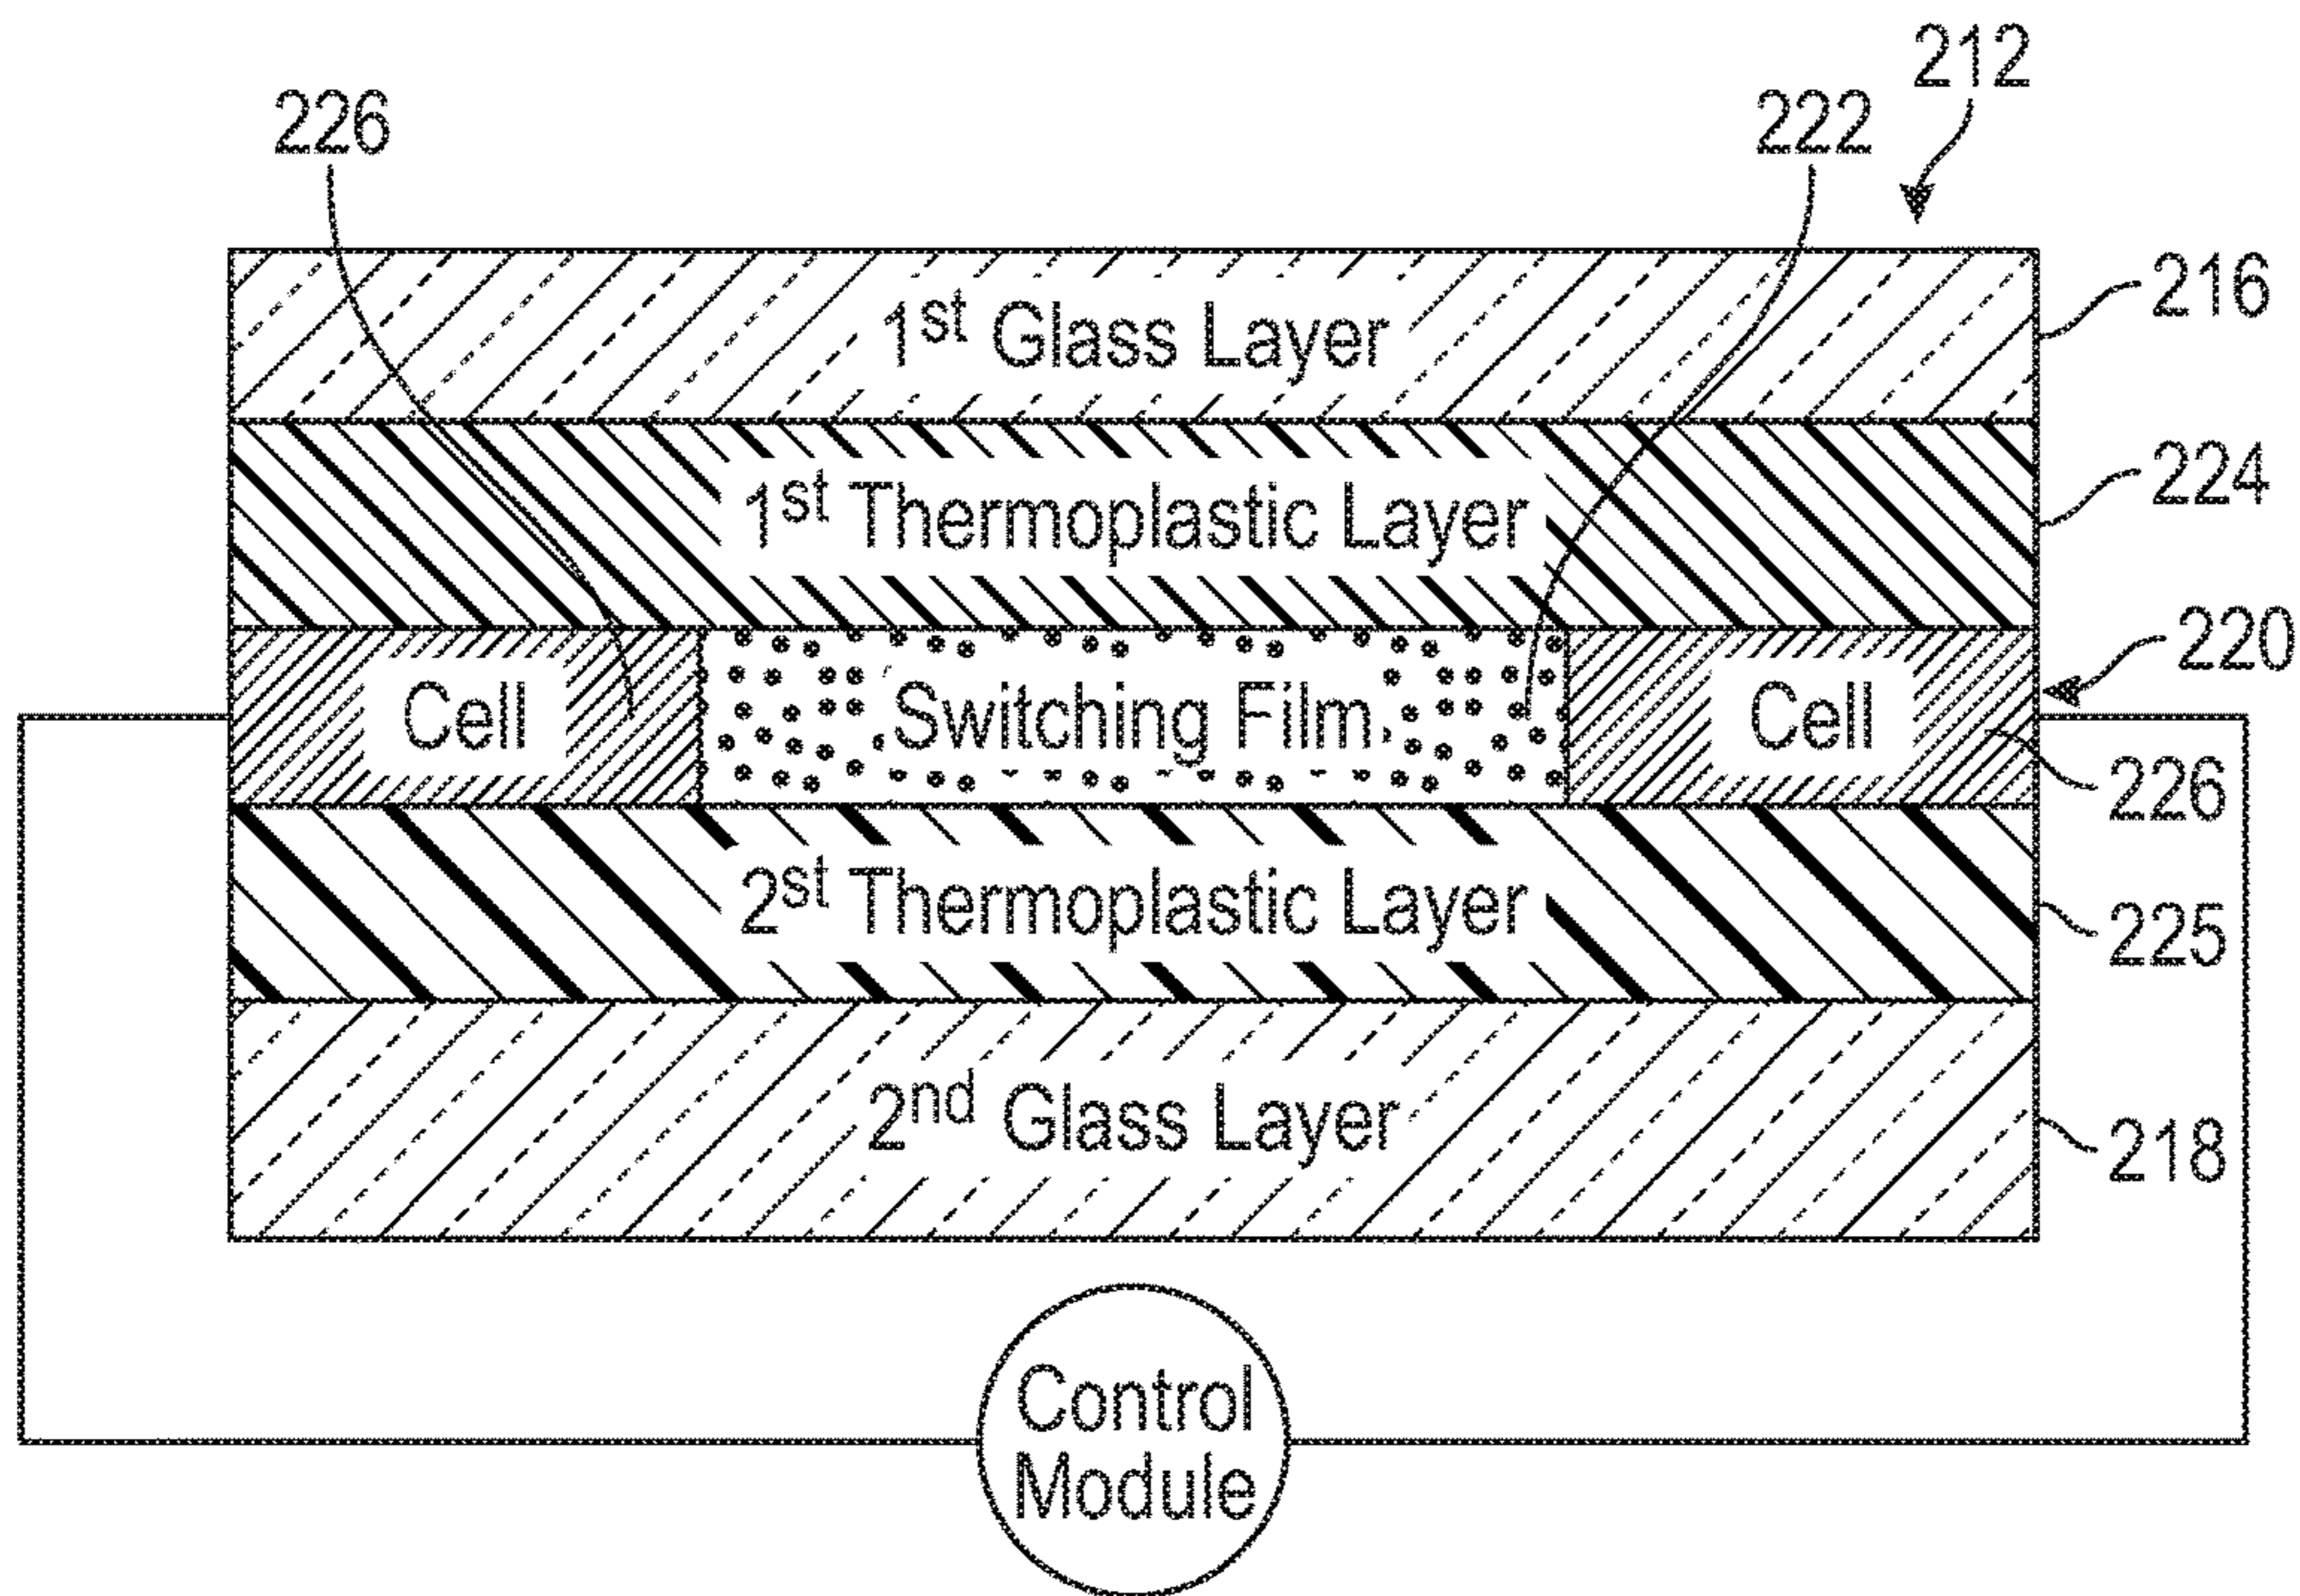 212
226
222
1st Glass Layer
216
1st Thermoplastic Layer
224
220
Cell
Switching Film
Cell
226
2st Thermoplastic Layer
225
2nd Glass Layer
218
Control
Module